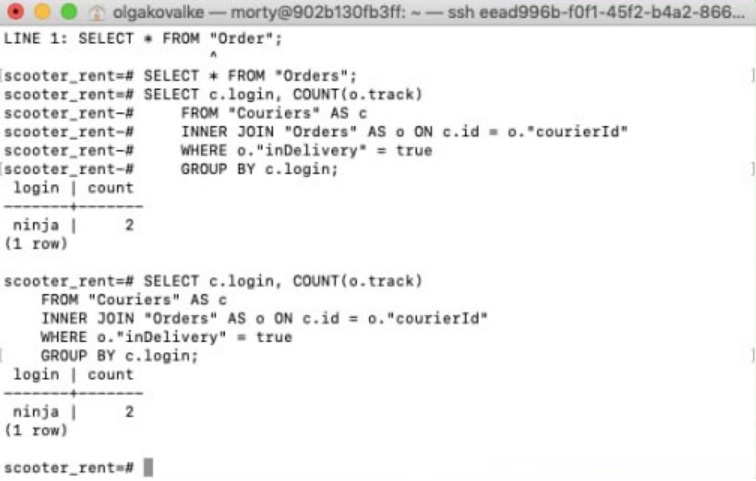 olgakovalke — morty@902b130fb3ff: ~ — ssh eead996b-f0f1-45f2-b4a2-866...
LINE 1: SELECT * FROM "Order";
^
scooter_rent=# SELECT * FROM "Orders";
scooter_rent=# SELECT c.login, COUNT(o.track)
scooter_rent-#     FROM "Couriers" AS c
scooter_rent-#     INNER JOIN "Orders" AS o ON c.id = o."courierId"
scooter_rent-#     WHERE o."inDelivery" = true
scooter_rent-#     GROUP BY c.login;
 login | count
-------+-------
 ninja |     2
(1 row)
scooter_rent=# SELECT c.login, COUNT(o.track)
    FROM "Couriers" AS c
    INNER JOIN "Orders" AS o ON c.id = o."courierId"
    WHERE o."inDelivery" = true
    GROUP BY c.login;
 login | count
-------+-------
 ninja |     2
(1 row)
scooter_rent=#